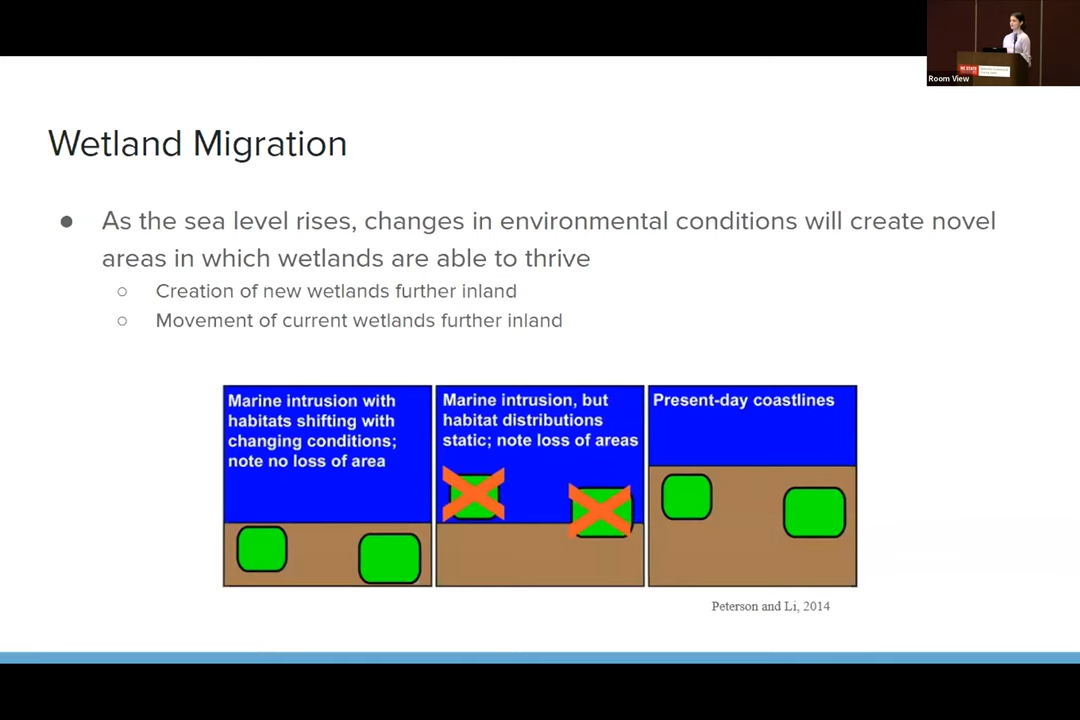 Room View
NC STATE
Wetland Migration
● As the sea level rises, changes in environmental conditions will create novel
areas in which wetlands are able to thrive
○ Creation of new wetlands further inland
○ Movement of current wetlands further inland
Marine intrusion with
habitats shifting with
changing conditions;
note no loss of area
Marine intrusion, but
habitat distributions
static; note loss of areas
Present-day coastlines
Peterson and Li, 2014